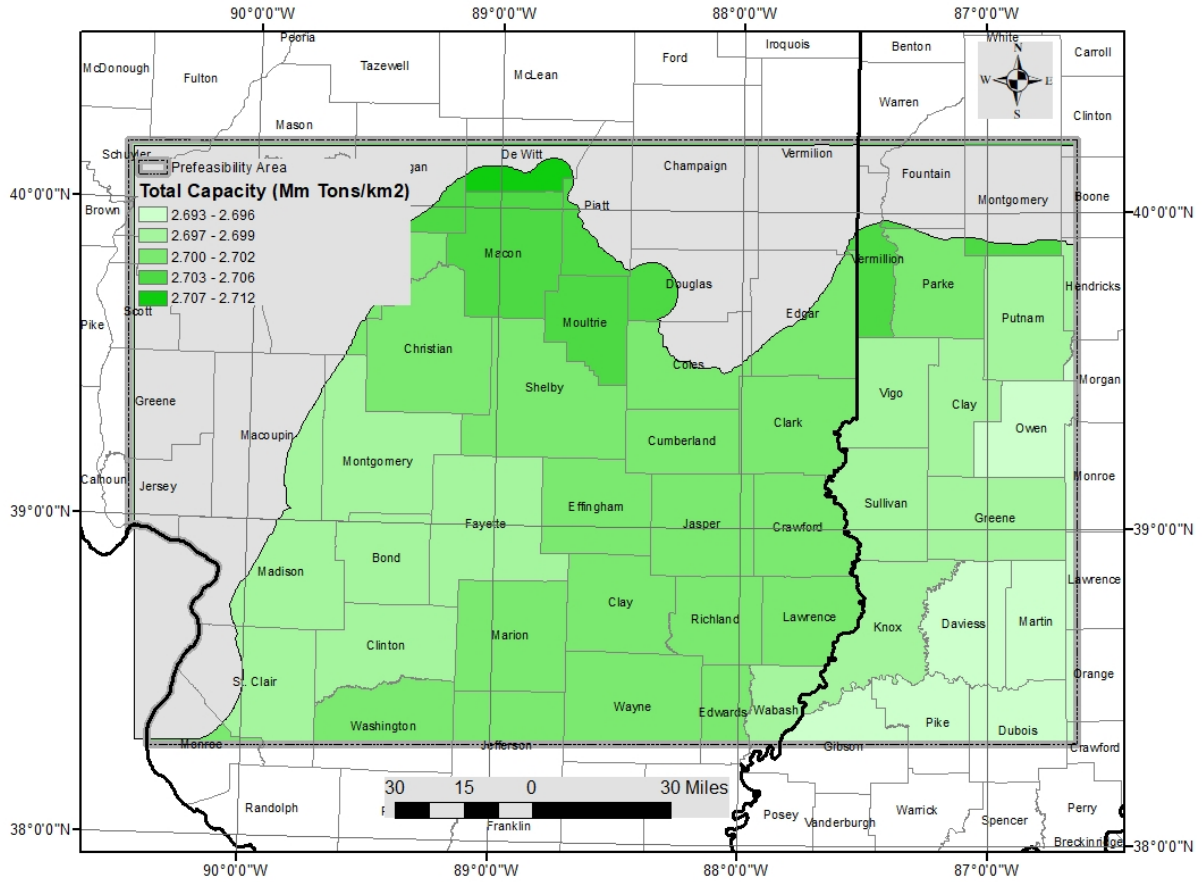 90°0'0"W 89°0'0"W 88°0'0"W 87°0'0"W
Peoria White
McDonough Fulton Tazewell McLean Ford Iroquois Benton N Carroll
W E
S
Warren
Mason Clinton
Schuyler De Witt Vermilion
Prefeasibility Area gan Champaign Fountain
Total Capacity (Mm Tons/km2)
40°0'0"N Brown Piatt Montgomery Boone 40°0'0"N
2.693 - 2.696
2.697 - 2.699
2.700 - 2.702
2.703 - 2.706
2.707 - 2.712
Macon Vermillion
Douglas Parke Hendricks
Scott Edgar
Pike Moultrie Putnam
Christian
Coles Morgan
Shelby Vigo
Greene Clay
Macoupin Clark Owen
Cumberland
Montgomery
Calhoun Jersey Monroe
39°0'0"N Effingham Sullivan Greene 39°0'0"N
Fayette Jasper Crawford
Bond
Madison Lawrence
Clay
Richland Lawrence
Marion Knox Daviess Martin
Clinton
St. Clair Orange
Wayne Edwards Wabash
Washington Pike Dubois
Monroe Jefferson Gibson Crawford
30 15 0 30 Miles
Randolph Posey Vanderburgh Warrick Spencer Perry
38°0'0"N Franklin Breckinridge 38°0'0"N
90°0'0"W 89°0'0"W 88°0'0"W 87°0'0"W